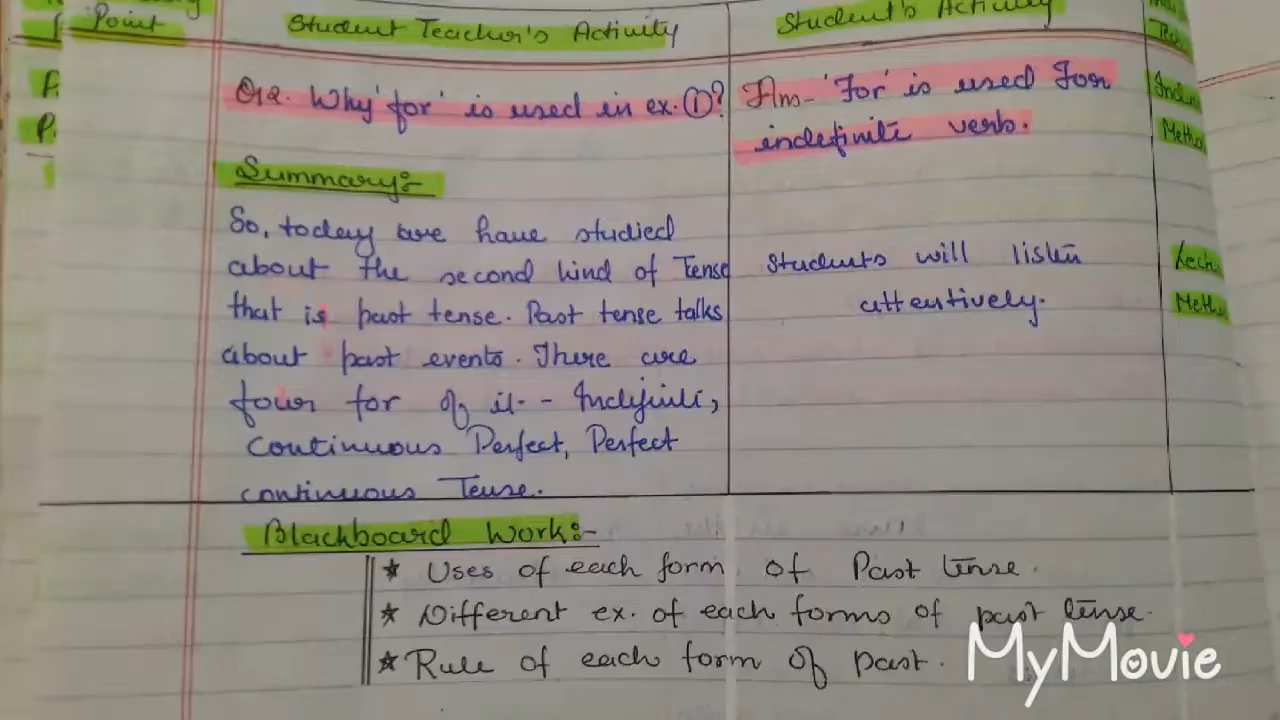 Point
Student Teacher's Activity
Student's Activity
Q2. Why 'for' is used in ex. ①?
Ans- 'For' is used For
indefinite verb.
Summary:-
So, today we have studied
about the second kind of Tense
that is past tense. Past tense talks
about past events. There are
four for of it - Indefinite,
Continuous Perfect, Perfect
continuous Tense.
Students will listen
attentively.
Lectu
Metho
Blackboard Work:-
* Uses of each form of Past tense.
* Different ex. of each forms of past tense.
* Rule of each form of past.
MyMovie